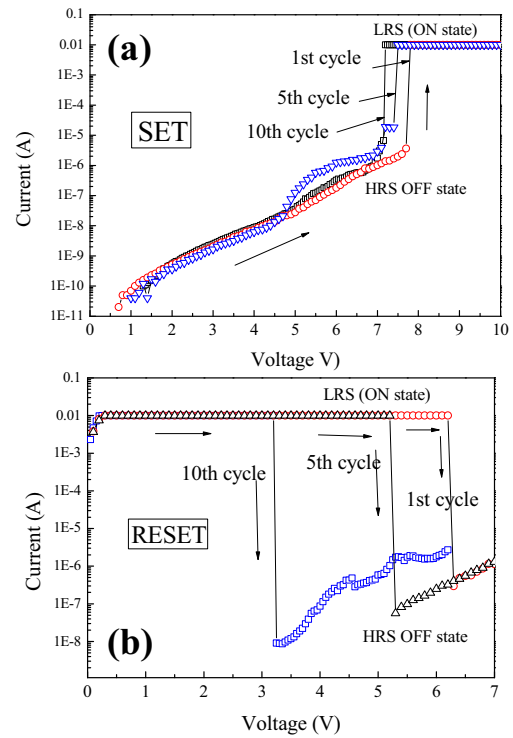 0.1
LRS (ON state)
0.01
(a)
1st cycle
1E-3
5th cycle
1E-4
SET
10th cycle
1E-5
1E-6
HRS OFF state
1E-7
1E-8
1E-9
1E-10
1E-11
Current (A)
0 1 2 3 4 5 6 7 8 9 10
Voltage V)
0.1
LRS (ON state)
0.01
10th cycle
5th cycle
1E-3
1st cycle
1E-4
RESET
1E-5
1E-6
1E-7
HRS OFF state
1E-8
(b)
Current (A)
0 1 2 3 4 5 6 7
Voltage (V)